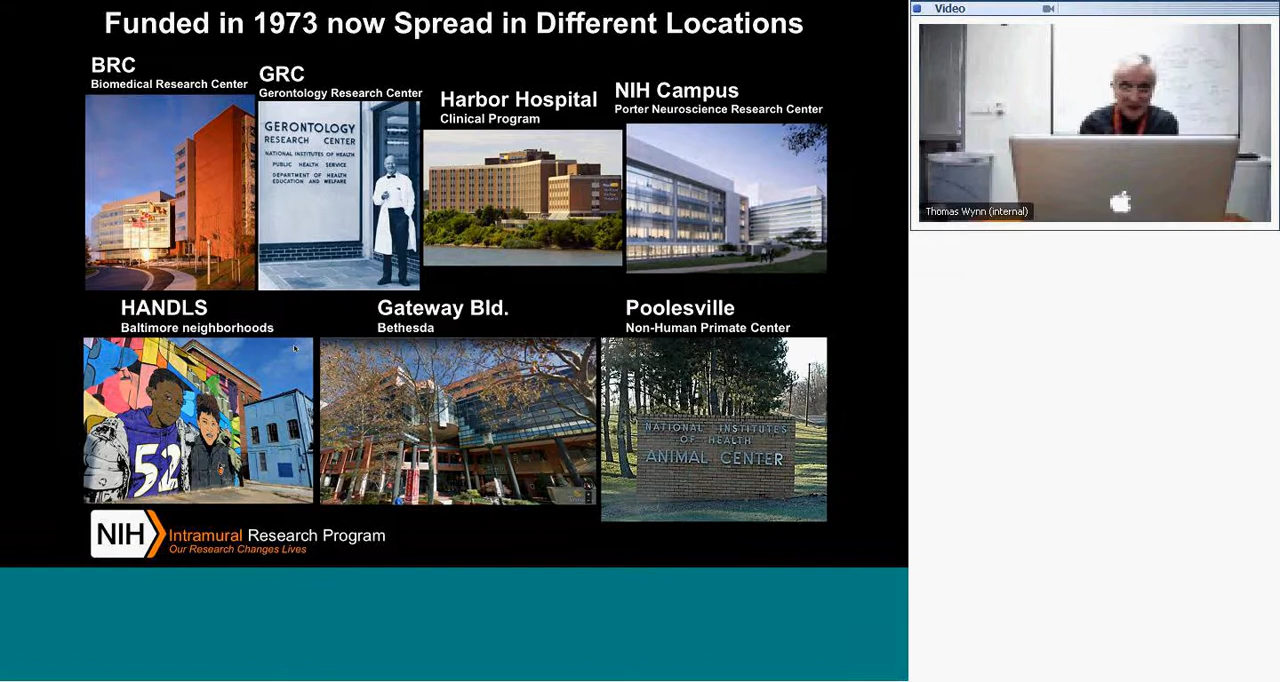 Funded in 1973 now Spread in Different Locations
BRC
Biomedical Research Center
GRC
Gerontology Research Center
Harbor Hospital
Clinical Program
NIH Campus
Porter Neuroscience Research Center
GERONTOLOGY
RESEARCH CENTER
NATIONAL INSTITUTES OF HEALTH
PUBLIC HEALTH SERVICE
DEPARTMENT OF HEALTH
EDUCATION AND WELFARE
HANDLS
Baltimore neighborhoods
Gateway Bld.
Bethesda
Poolesville
Non-Human Primate Center
52
NATIONAL INSTITUTES
OF HEALTH
ANIMAL CENTER
NIH
Intramural Research Program
Our Research Changes Lives
Video
Thomas Wynn (internal)